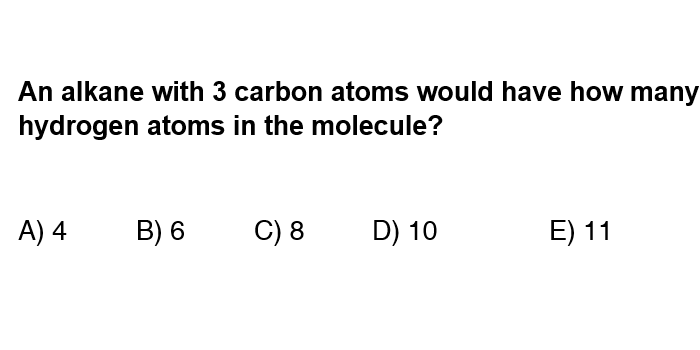 An alkane with 3 carbon atoms would have how many
hydrogen atoms in the molecule?
A) 4 B) 6 C) 8 D) 10 E) 11